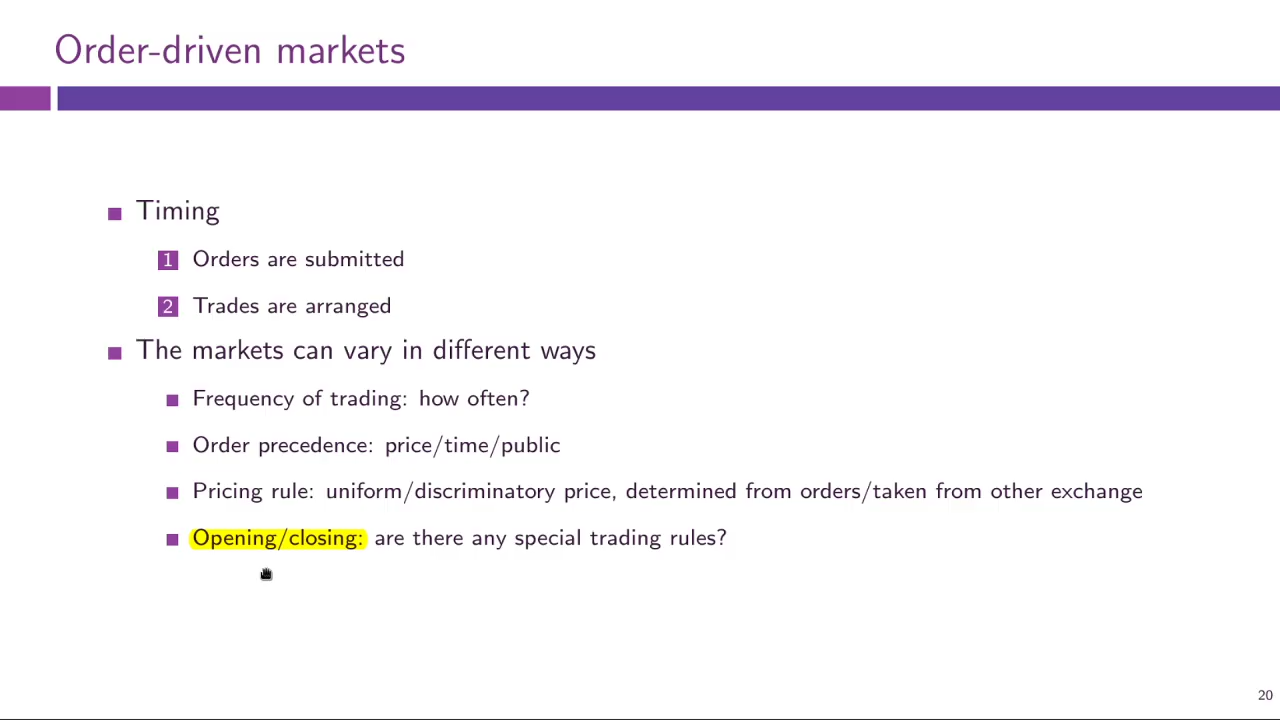 Order-driven markets
Timing
1 Orders are submitted
2 Trades are arranged
The markets can vary in different ways
Frequency of trading: how often?
Order precedence: price/time/public
Pricing rule: uniform/discriminatory price, determined from orders/taken from other exchange
Opening/closing: are there any special trading rules?
20